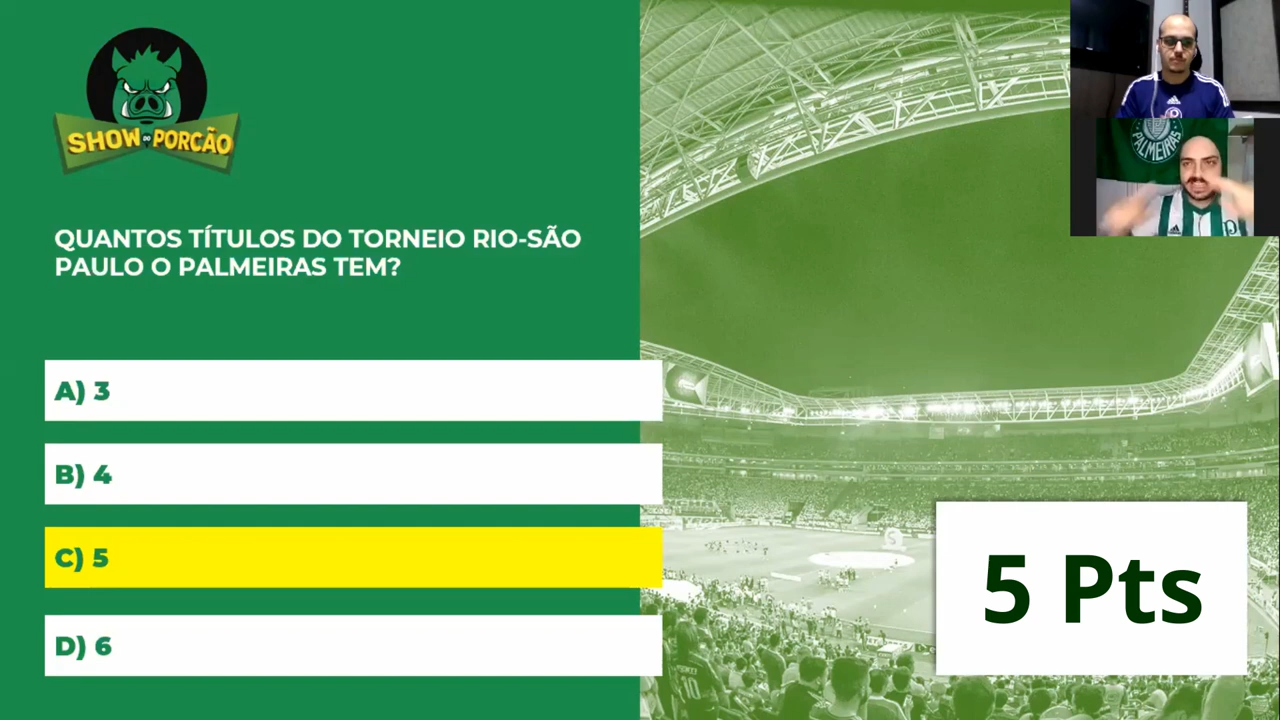 SHOW DO PORCÃO
QUANTOS TÍTULOS DO TORNEIO RIO-SÃO
PAULO O PALMEIRAS TEM?
A) 3
B) 4
C) 5
D) 6
5 Pts
PALMEIRAS
10